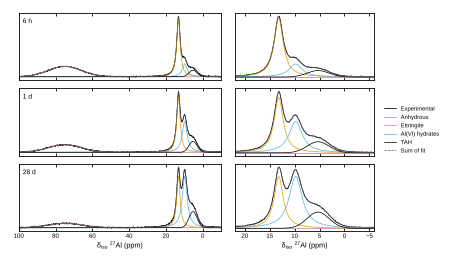 6 h
1 d
28 d
100 80 60 40 20 0
20 15 10 5 0 −5
δiso 27Al (ppm)
δiso 27Al (ppm)
Experimental
Anhydrous
Ettringite
Al(VI) hydrates
TAH
Sum of fit